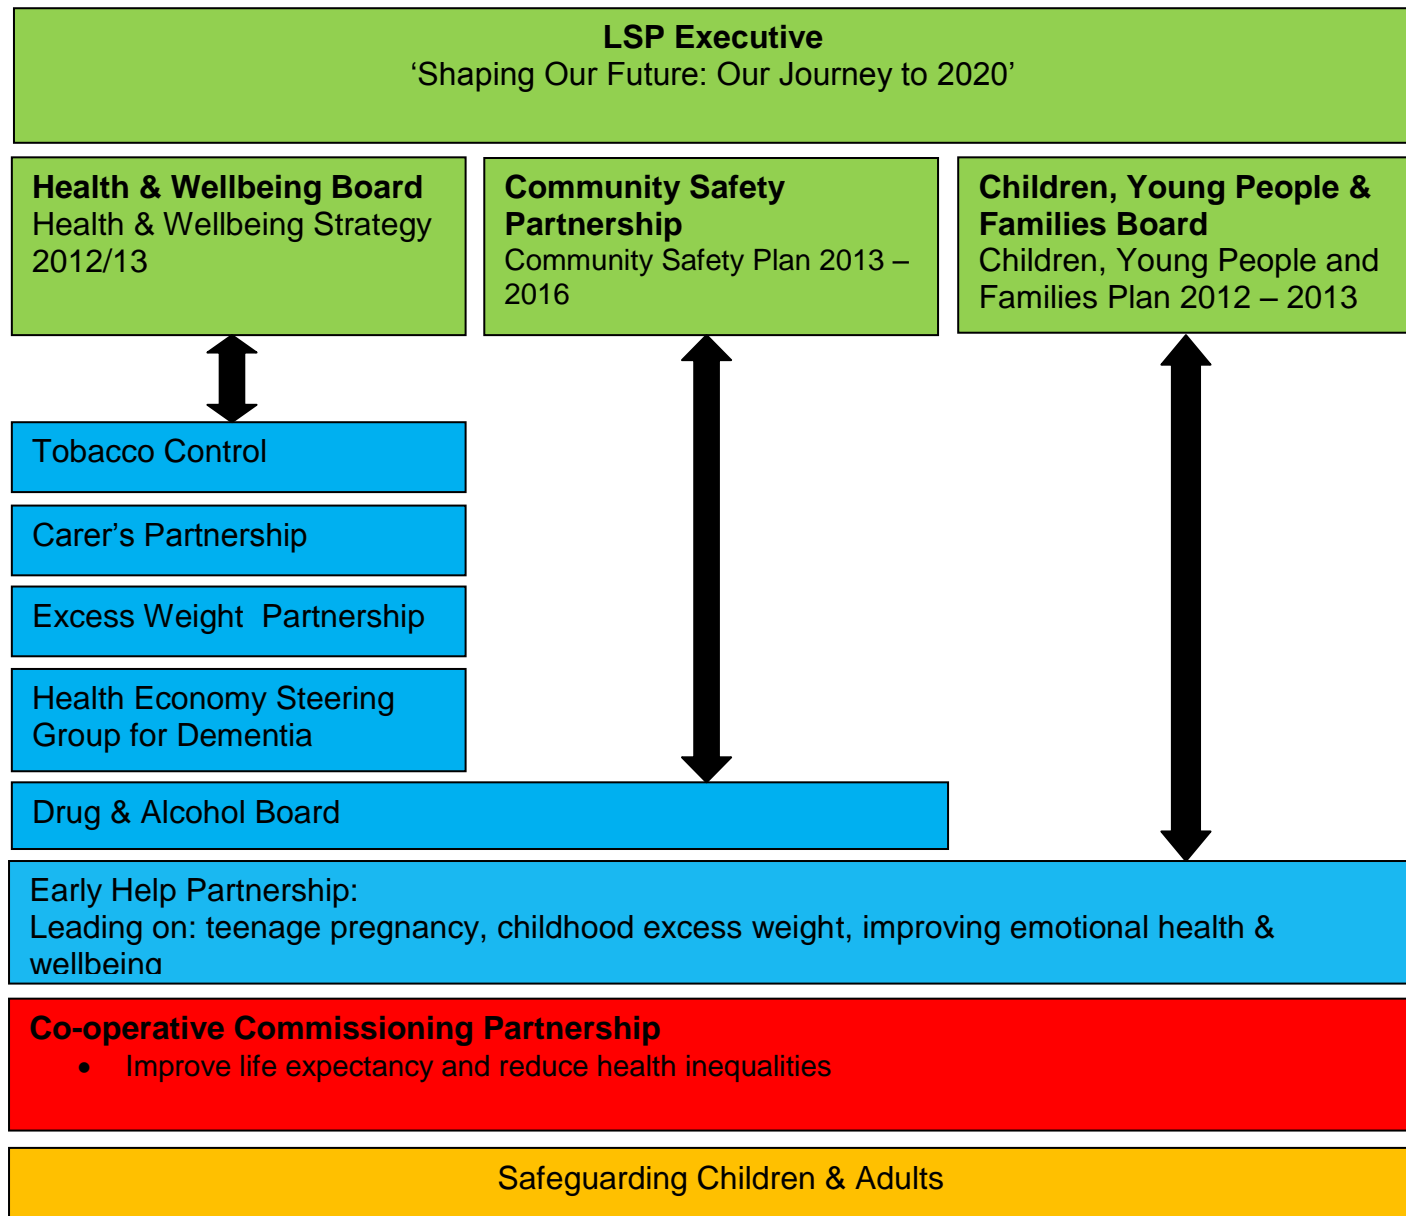 LSP Executive
‘Shaping Our Future: Our Journey to 2020’
Health & Wellbeing Board
Health & Wellbeing Strategy
2012/13
Community Safety
Partnership
Community Safety Plan 2013 –
2016
Children, Young People &
Families Board
Children, Young People and
Families Plan 2012 – 2013
Tobacco Control
Carer’s Partnership
Excess Weight  Partnership
Health Economy Steering
Group for Dementia
Drug & Alcohol Board
Early Help Partnership:
Leading on: teenage pregnancy, childhood excess weight, improving emotional health &
wellbeing
Co-operative Commissioning Partnership
• Improve life expectancy and reduce health inequalities
Safeguarding Children & Adults